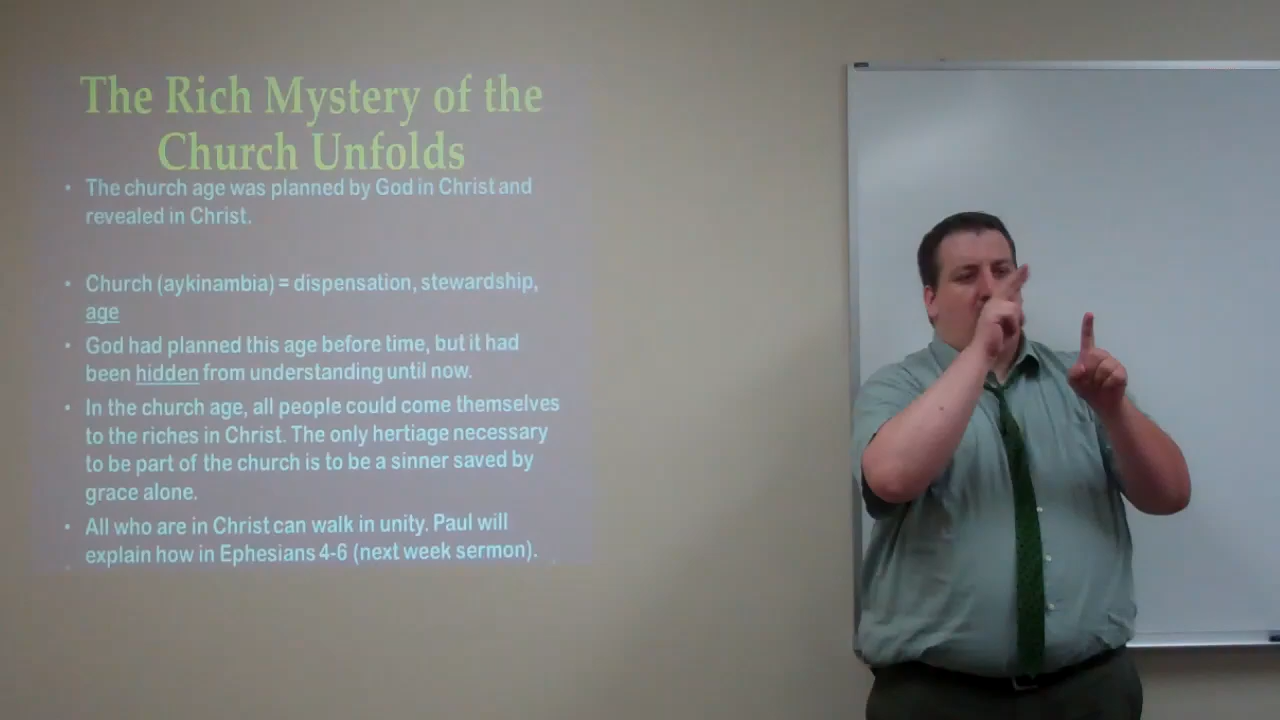 The Rich Mystery of the
Church Unfolds
• The church age was planned by God in Christ and
revealed in Christ.
• Church (aykinambia) = dispensation, stewardship,
age
• God had planned this age before time, but it had
been hidden from understanding until now.
• In the church age, all people could come themselves
to the riches in Christ. The only hertiage necessary
to be part of the church is to be a sinner saved by
grace alone.
• All who are in Christ can walk in unity. Paul will
explain how in Ephesians 4-6 (next week sermon).